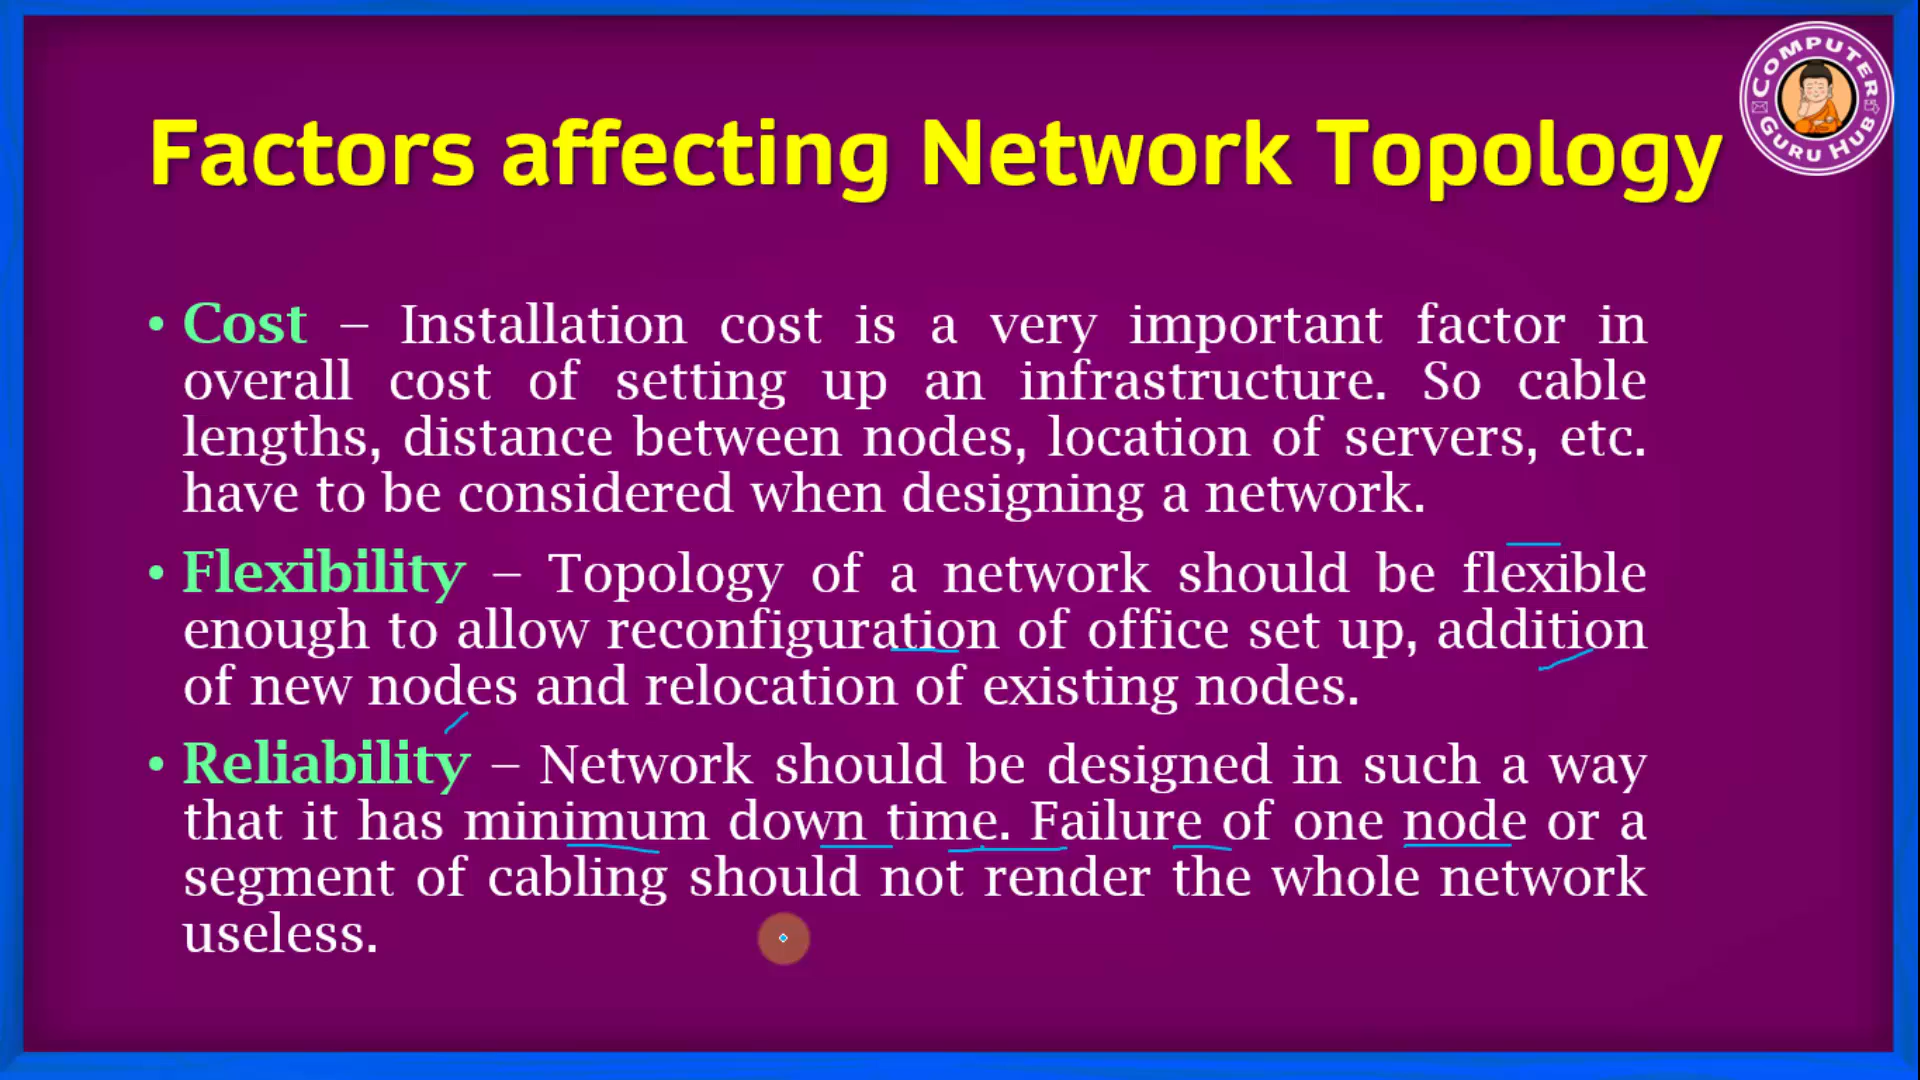 COMPUTER
GURU HUB
Factors affecting Network Topology
• Cost – Installation cost is a very important factor in
overall cost of setting up an infrastructure. So cable
lengths, distance between nodes, location of servers, etc.
have to be considered when designing a network.
• Flexibility – Topology of a network should be flexible
enough to allow reconfiguration of office set up, addition
of new nodes and relocation of existing nodes.
• Reliability – Network should be designed in such a way
that it has minimum down time. Failure of one node or a
segment of cabling should not render the whole network
useless.